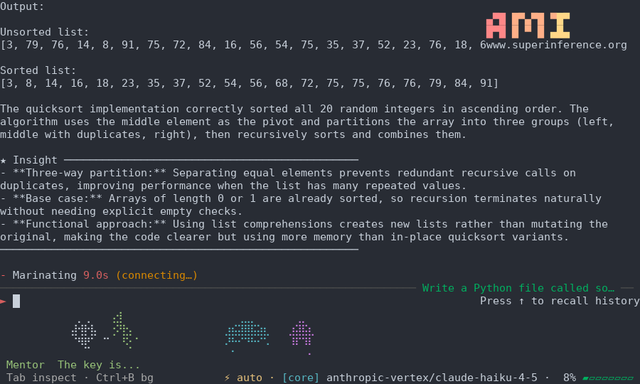 Output:
AMI
Unsorted list:
[3, 79, 76, 14, 8, 91, 75, 72, 84, 16, 56, 54, 75, 35, 37, 52, 23, 76, 18, 6www.superinference.org
Sorted list:
[3, 8, 14, 16, 18, 23, 35, 37, 52, 54, 56, 68, 72, 75, 75, 76, 76, 79, 84, 91]
The quicksort implementation correctly sorted all 20 random integers in ascending order. The
algorithm uses the middle element as the pivot and partitions the array into three groups (left,
middle with duplicates, right), then recursively sorts and combines them.
★ Insight
- **Three-way partition:** Separating equal elements prevents redundant recursive calls on
duplicates, improving performance when the list has many repeated values.
- **Base case:** Arrays of length 0 or 1 are already sorted, so recursion terminates naturally
without needing explicit empty checks.
- **Functional approach:** Using list comprehensions creates new lists rather than mutating the
original, making the code clearer but using more memory than in-place quicksort variants.
- Marinating 9.0s (connecting…)
Write a Python file called so…
Press ↑ to recall history
Mentor The key is...
Tab inspect · Ctrl+B bg ⚡ auto · [core] anthropic-vertex/claude-haiku-4-5 · 8%